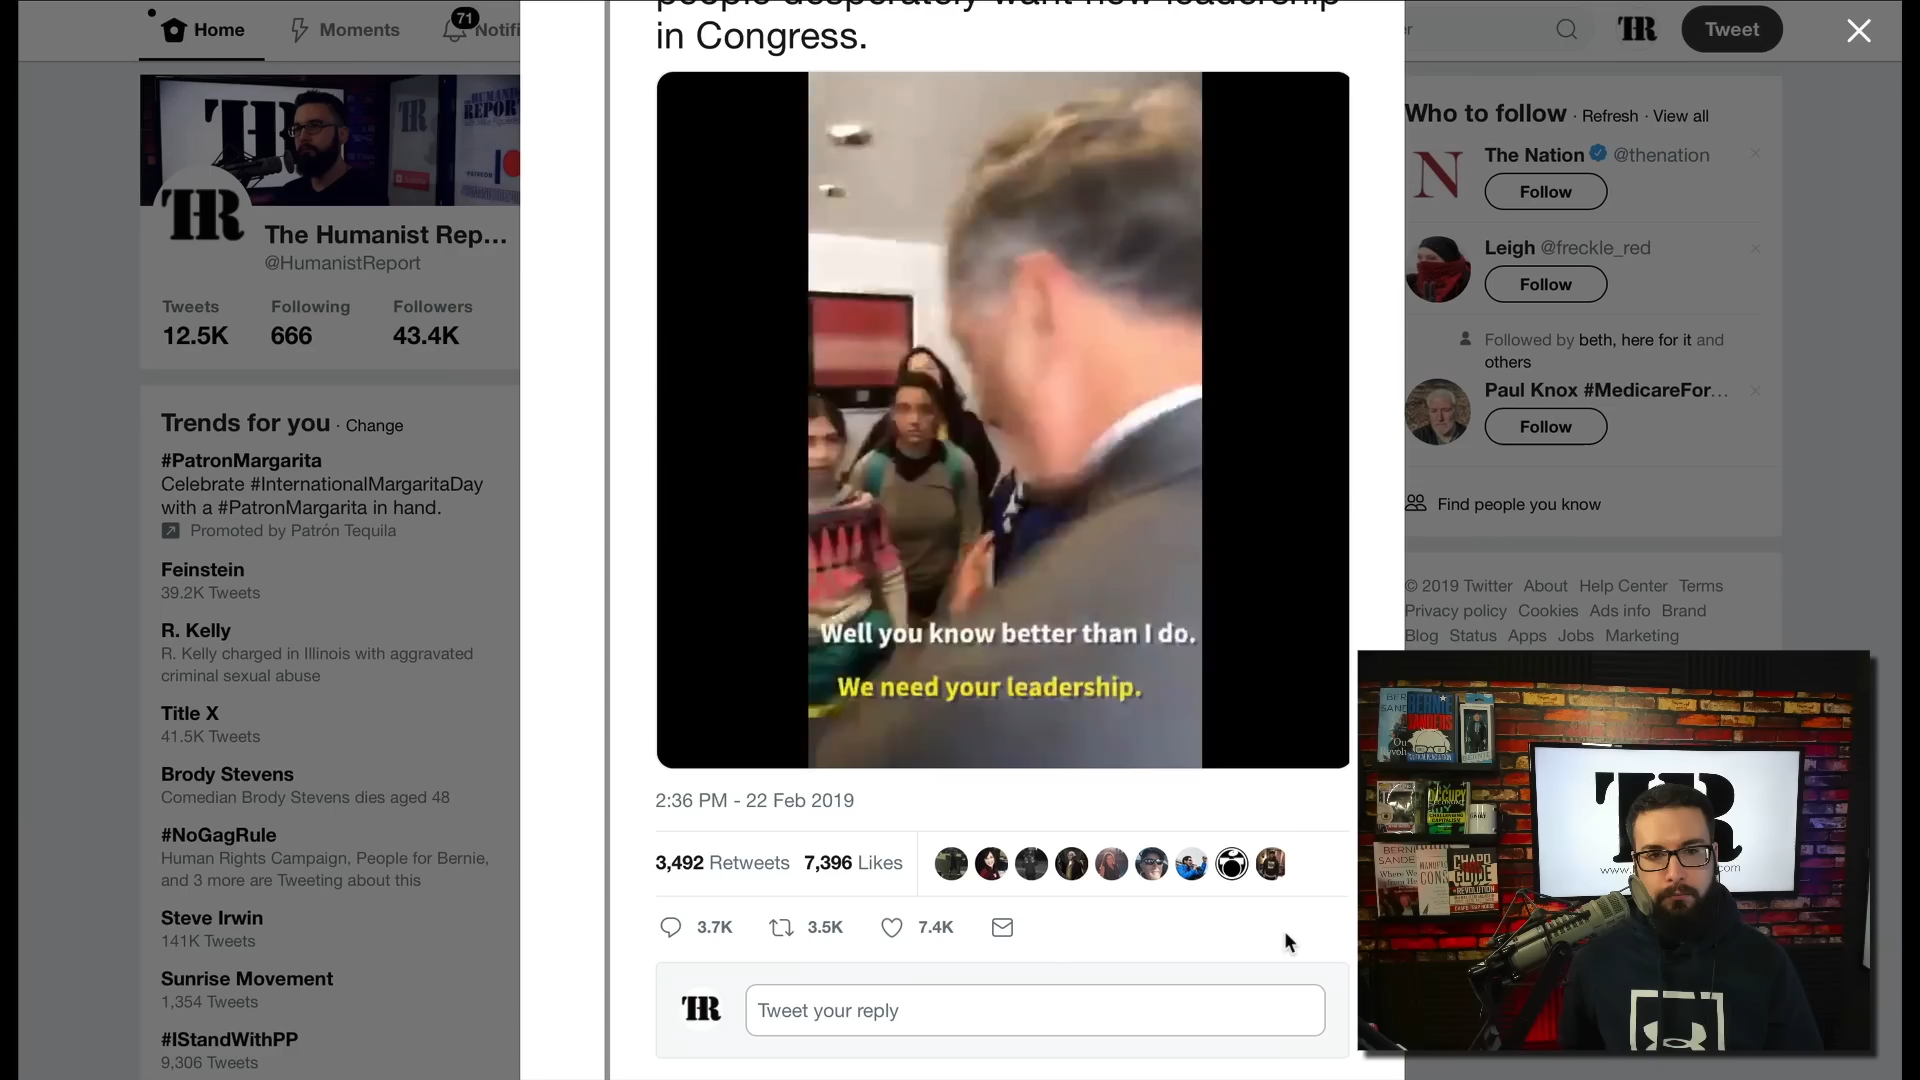 Home
Moments
71
Notifi
Tweet
people desperately want new leadership
in Congress.
The Humanist Rep...
@HumanistReport
Tweets Following Followers
12.5K 666 43.4K
Trends for you · Change
#PatronMargarita
Celebrate #InternationalMargaritaDay
with a #PatronMargarita in hand.
Promoted by Patrón Tequila
Feinstein
39.2K Tweets
R. Kelly
R. Kelly charged in Illinois with aggravated
criminal sexual abuse
Title X
41.5K Tweets
Brody Stevens
Comedian Brody Stevens dies aged 48
#NoGagRule
Human Rights Campaign, People for Bernie,
and 3 more are Tweeting about this
Steve Irwin
141K Tweets
Sunrise Movement
1,354 Tweets
#IStandWithPP
9,306 Tweets
Well you know better than I do.
We need your leadership.
2:36 PM - 22 Feb 2019
3,492 Retweets 7,396 Likes
3.7K 3.5K 7.4K
Tweet your reply
Who to follow · Refresh · View all
The Nation @thenation
Follow
Leigh @freckle_red
Follow
Followed by beth, here for it and
others
Paul Knox #MedicareFor...
Follow
Find people you know
© 2019 Twitter About Help Center Terms
Privacy policy Cookies Ads info Brand
Blog Status Apps Jobs Marketing
BERNIE
SANDERS
OCCUPY